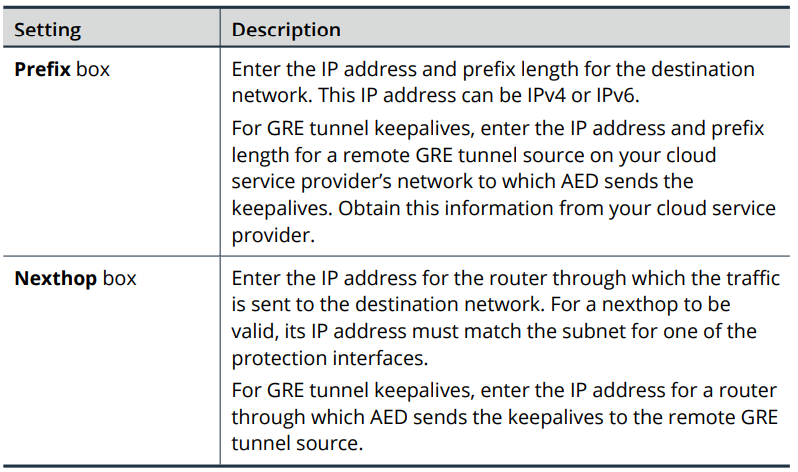 Setting Description
Prefix box Enter the IP address and prefix length for the destination
network. This IP address can be IPv4 or IPv6.
For GRE tunnel keepalives, enter the IP address and prefix
length for a remote GRE tunnel source on your cloud
service provider’s network to which AED sends the
keepalives. Obtain this information from your cloud service
provider.
Nexthop box Enter the IP address for the router through which the traffic
is sent to the destination network. For a nexthop to be
valid, its IP address must match the subnet for one of the
protection interfaces.
For GRE tunnel keepalives, enter the IP address for a router
through which AED sends the keepalives to the remote GRE
tunnel source.